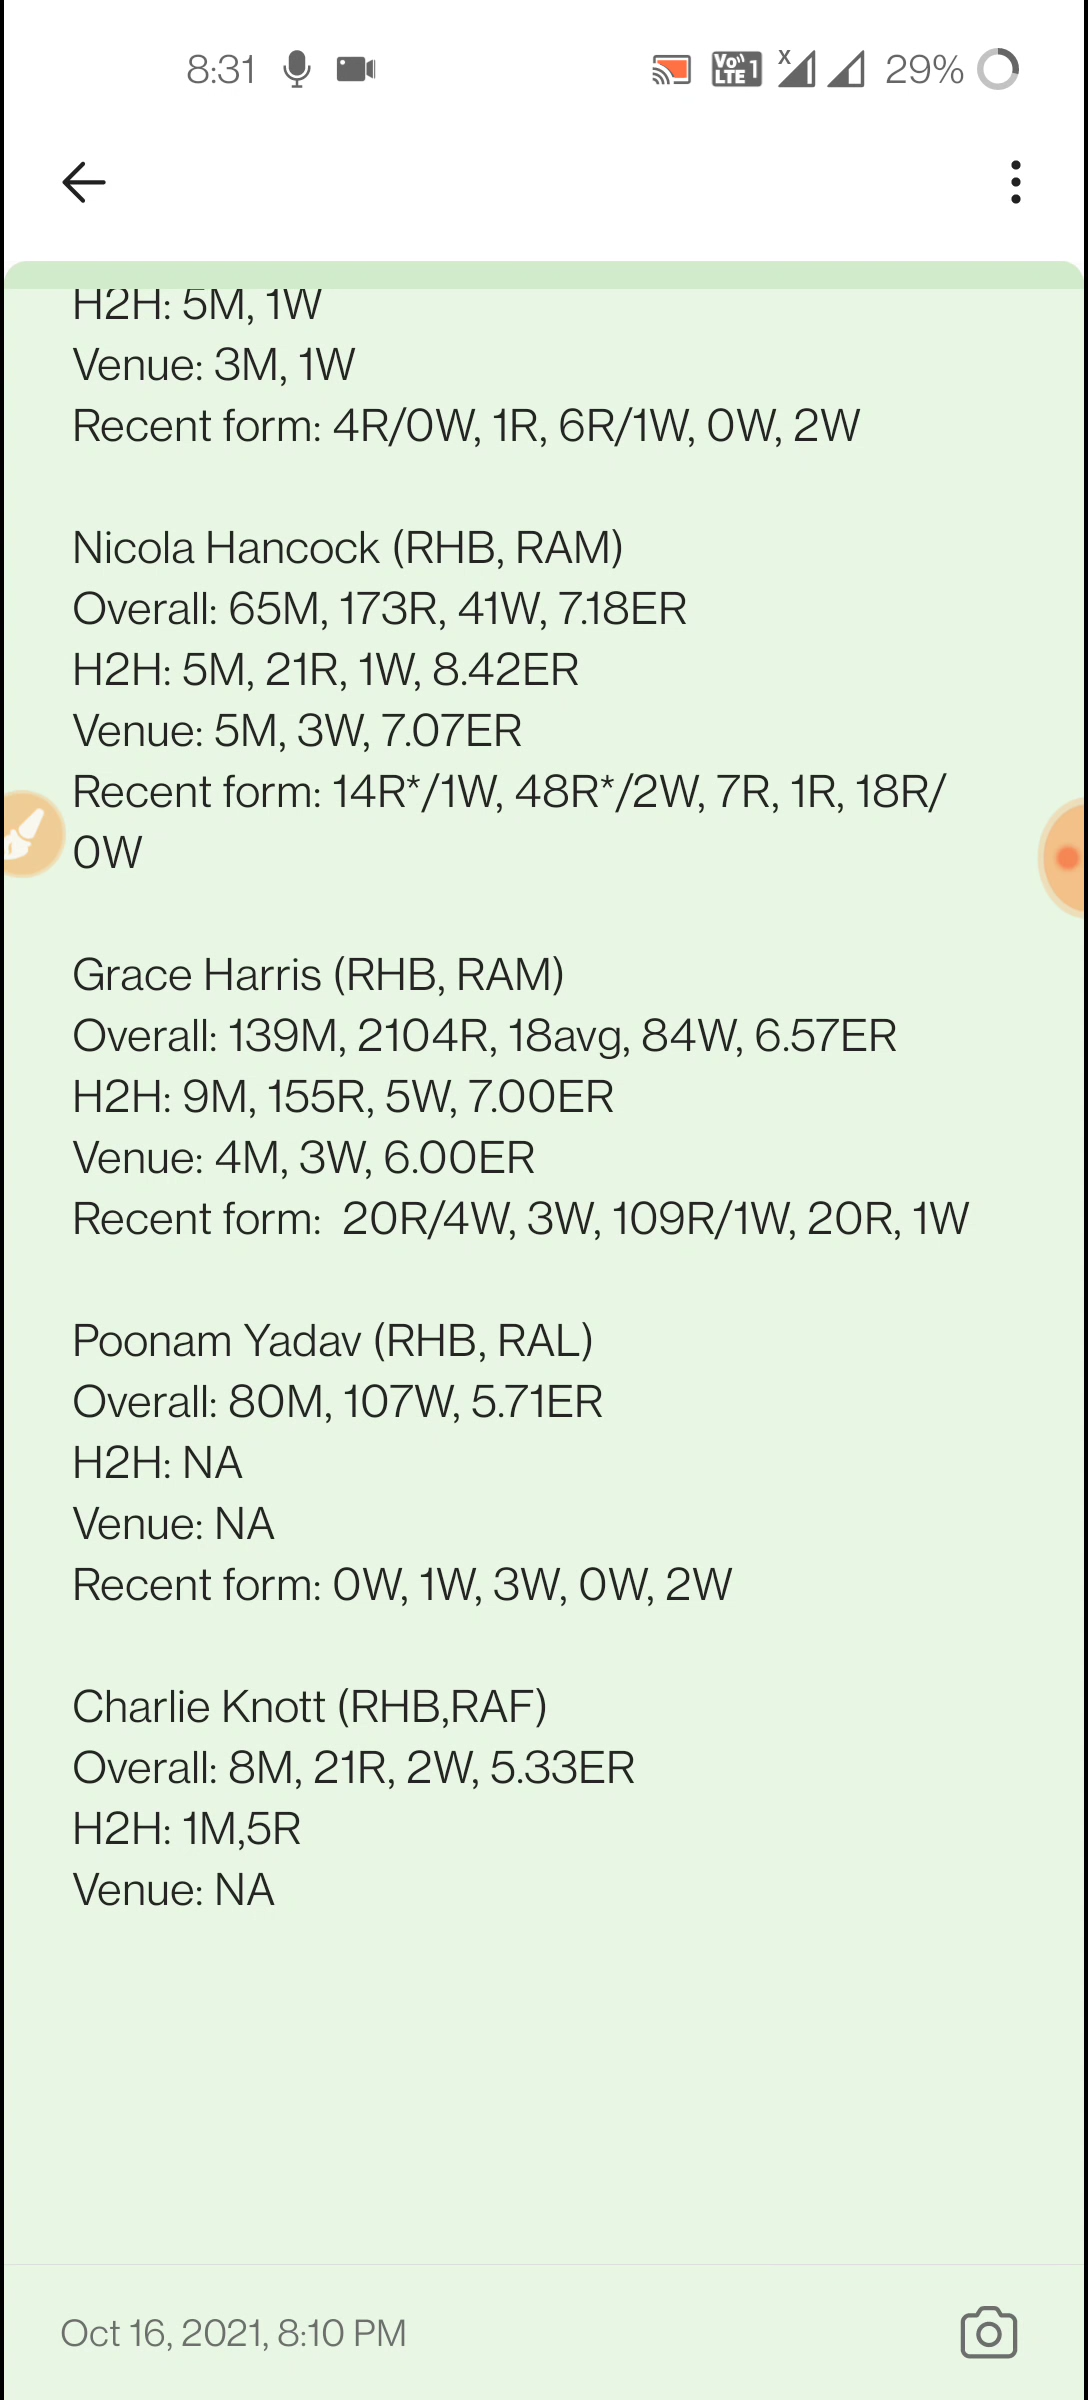 8:31
VoLTE 1 x 29%
H2H: 5M, 1W
Venue: 3M, 1W
Recent form: 4R/0W, 1R, 6R/1W, 0W, 2W
Nicola Hancock (RHB, RAM)
Overall: 65M, 173R, 41W, 7.18ER
H2H: 5M, 21R, 1W, 8.42ER
Venue: 5M, 3W, 7.07ER
Recent form: 14R*/1W, 48R*/2W, 7R, 1R, 18R/
0W
Grace Harris (RHB, RAM)
Overall: 139M, 2104R, 18avg, 84W, 6.57ER
H2H: 9M, 155R, 5W, 7.00ER
Venue: 4M, 3W, 6.00ER
Recent form:  20R/4W, 3W, 109R/1W, 20R, 1W
Poonam Yadav (RHB, RAL)
Overall: 80M, 107W, 5.71ER
H2H: NA
Venue: NA
Recent form: 0W, 1W, 3W, 0W, 2W
Charlie Knott (RHB,RAF)
Overall: 8M, 21R, 2W, 5.33ER
H2H: 1M,5R
Venue: NA
Oct 16, 2021, 8:10 PM